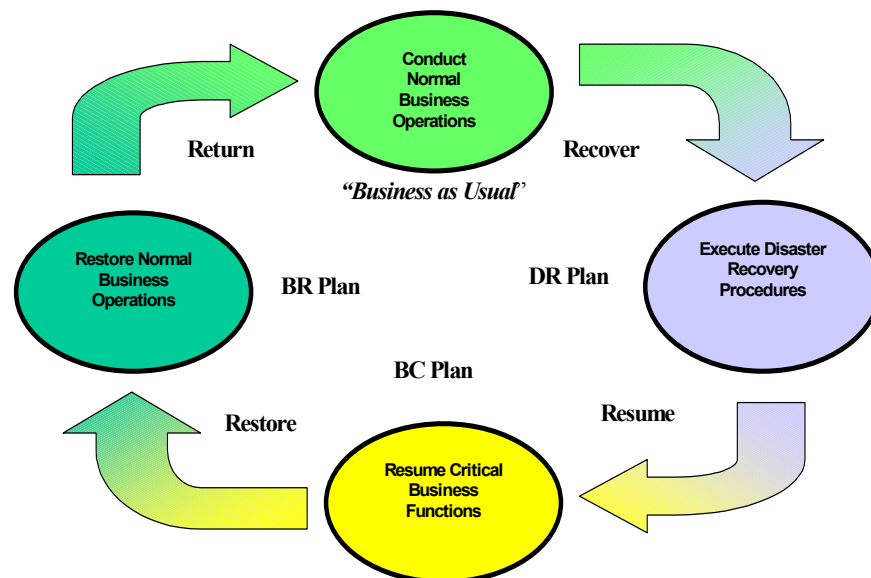 Conduct
Normal
Business
Operations
Return
Recover
“Business as Usual”
Restore Normal
Business
Operations
BR Plan
DR Plan
Execute Disaster
Recovery
Procedures
BC Plan
Restore
Resume
Resume Critical
Business
Functions